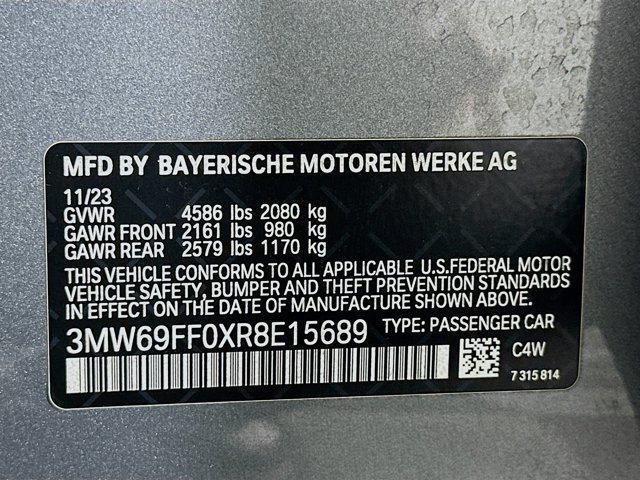 MFD BY BAYERISCHE MOTOREN WERKE AG
11/23
GVWR 4586 lbs 2080 kg
GAWR FRONT 2161 lbs 980 kg
GAWR REAR 2579 lbs 1170 kg
THIS VEHICLE CONFORMS TO ALL APPLICABLE U.S.FEDERAL MOTOR
VEHICLE SAFETY, BUMPER AND THEFT PREVENTION STANDARDS
IN EFFECT ON THE DATE OF MANUFACTURE SHOWN ABOVE.
3MW69FF0XR8E15689 TYPE: PASSENGER CAR
C4W
7 315 814